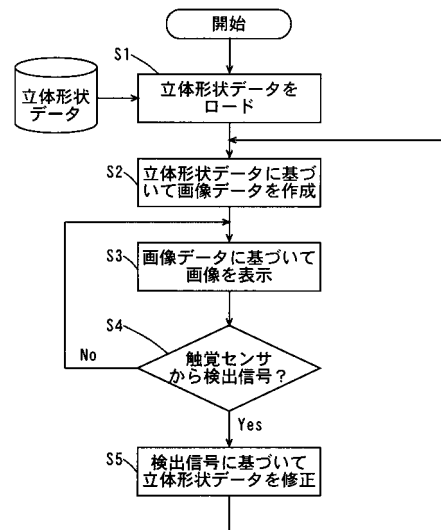 開始
S1
立体形状データを
ロード
立体形状
データ
S2
立体形状データに基づ
いて画像データを作成
S3
画像データに基づいて
画像を表示
S4
触覚センサ
から検出信号？
No
Yes
S5
検出信号に基づいて
立体形状データを修正